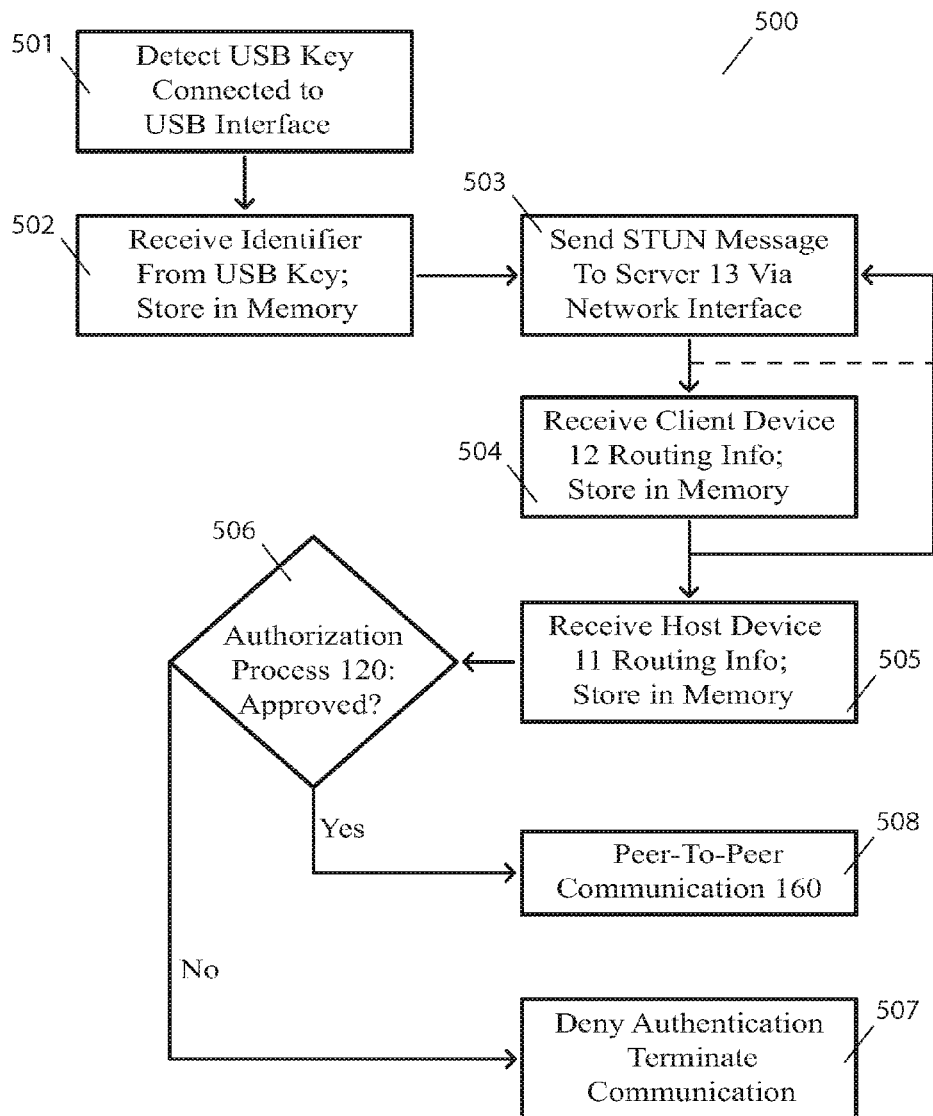 500
501
Detect USB Key
Connected to
USB Interface
502
Receive Identifier
From USB Key;
Store in Memory
503
Send STUN Message
To Server 13 Via
Network Interface
504
Receive Client Device
12 Routing Info;
Store in Memory
505
Receive Host Device
11 Routing Info;
Store in Memory
506
Authorization
Process 120:
Approved?
Yes
508
Peer-To-Peer
Communication 160
No
507
Deny Authentication
Terminate
Communication